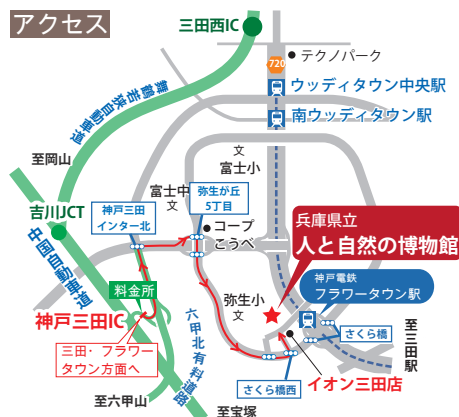 アクセス
三田西IC
テクノパーク
720
ウッディタウン中央駅
南ウッディタウン駅
舞鶴若狭自動車道
至岡山
富士小
文
富士中
文
弥生が丘
5丁目
吉川JCT
神戸三田
インター北
コープ
こうべ
兵庫県立
人と自然の博物館
中国自動車道
料金所
神戸電鉄
フラワータウン駅
弥生小
文
神戸三田IC
六甲北有料道路
さくら橋
至三田駅
三田・フラワー
タウン方面へ
さくら橋西
イオン三田店
至六甲山
至宝塚